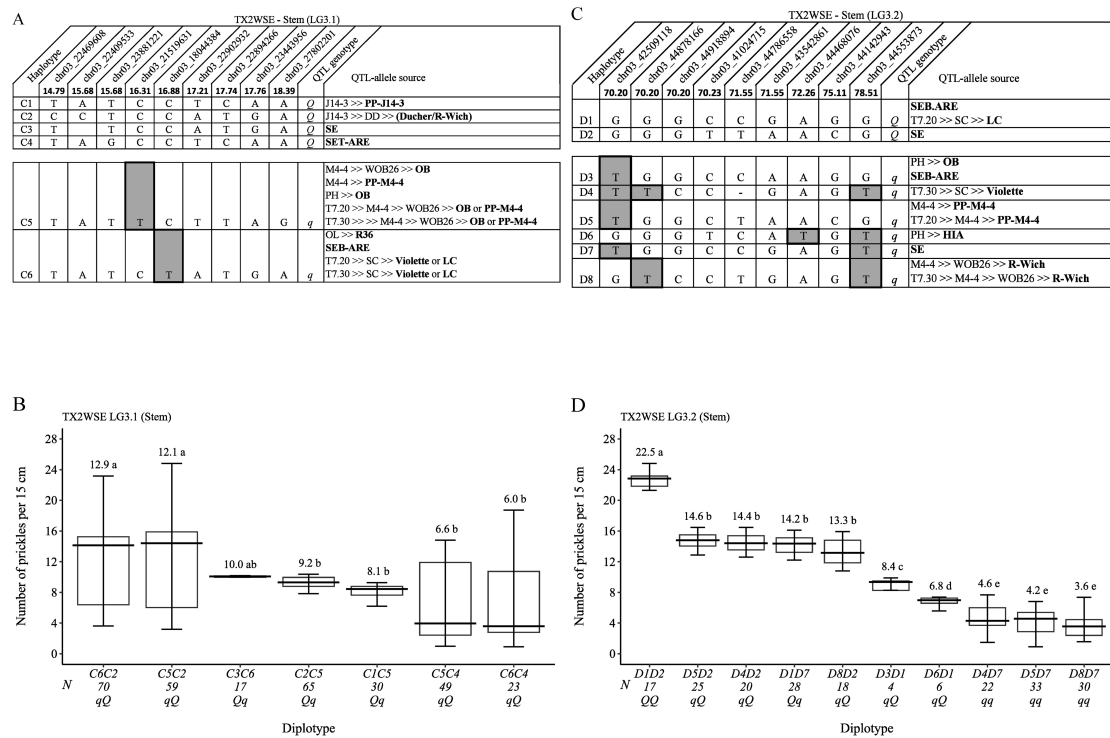 A
TX2WSE - Stem (LG3.1)
Haplotype chr03_22469608 chr03_22409533 chr03_23881221 chr03_21519631 chr03_18044384 chr03_22902932 chr03_22894266 chr03_23443956 chr03_27802201 QTL genotype QTL-allele source
14.79 15.68 15.68 16.31 16.88 17.21 17.74 17.76 18.39
C1 T A T C C T C A A Q J14-3 >> PP-J14-3
C2 C C T C C A T G A Q J14-3 >> DD >> (Ducher/R-Wich)
C3 T T C C A T G A Q SE
C4 T A G C C T C A A Q SET-ARE
M4-4 >> WOB26 >> OB
M4-4 >> PP-M4-4
PH >> OB
T7.20 >> M4-4 >> WOB26 >> OB or PP-M4-4
C5 T A T T C T T A G q T7.30 >> >> M4-4 >> WOB26 >> OB or PP-M4-4
OL >> R36
SEB-ARE
T7.20 >> SC >> Violette or LC
C6 T A T C T A T G A q T7.30 >> SC >> Violette or LC
C
TX2WSE - Stem (LG3.2)
Haplotype chr03_42509118 chr03_44878166 chr03_44918894 chr03_41024715 chr03_44786558 chr03_43542861 chr03_44468076 chr03_44142943 chr03_44553873 QTL genotype QTL-allele source
70.20 70.20 70.20 70.23 71.55 71.55 72.26 75.11 78.51
SEB.ARE
D1 G G G C C G A G G Q T7.20 >> SC >> LC
D2 G G G T T A A C G Q SE
PH >> OB
D3 T G G C C A A G G q SEB-ARE
D4 T T C C - G A G T q T7.30 >> SC >> Violette
M4-4 >> PP-M4-4
D5 T G G C T A A C G q T7.20 >> M4-4 >> PP-M4-4
D6 G G G T C A T G T q PH >> HIA
D7 T G G C C G A G T q SE
M4-4 >> WOB26 >> R-Wich
D8 G T C C T G A G T q T7.30 >> M4-4 >> WOB26 >> R-Wich
B
TX2WSE LG3.1 (Stem)
Number of prickles per 15 cm
28
24
20
16
12
8
4
0
12.9 a 12.1 a 10.0 ab 9.2 b 8.1 b 6.6 b 6.0 b
C6C2 C5C2 C3C6 C2C5 C1C5 C5C4 C6C4
N 70 59 17 65 30 49 23
qQ qQ Qq Qq Qq qQ qQ
Diplotype
D
TX2WSE LG3.2 (Stem)
Number of prickles per 15 cm
28
24
20
16
12
8
4
0
22.5 a 14.6 b 14.4 b 14.2 b 13.3 b 8.4 c 6.8 d 4.6 e 4.2 e 3.6 e
D1D2 D5D2 D4D2 D1D7 D8D2 D3D1 D6D1 D4D7 D5D7 D8D7
N 17 25 20 28 18 4 6 22 33 30
QQ qQ qQ Qq qQ qQ qQ qq qq qq
Diplotype